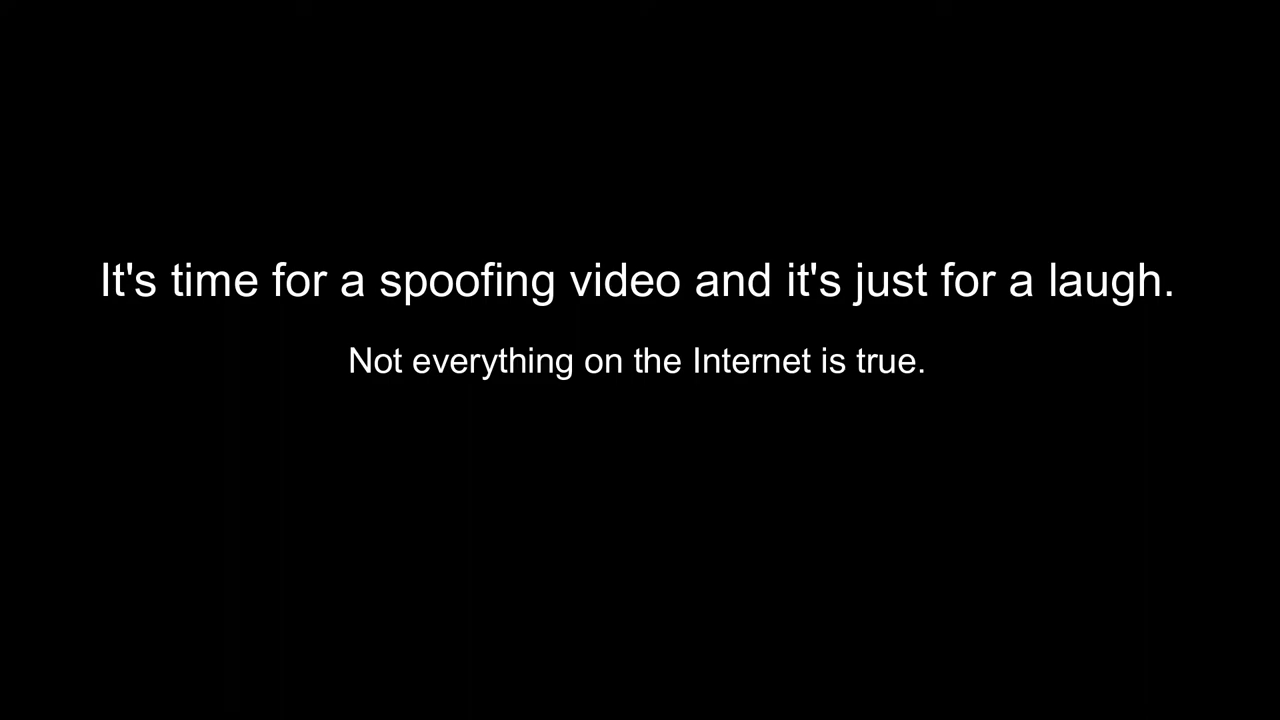 It's time for a spoofing video and it's just for a laugh.
Not everything on the Internet is true.